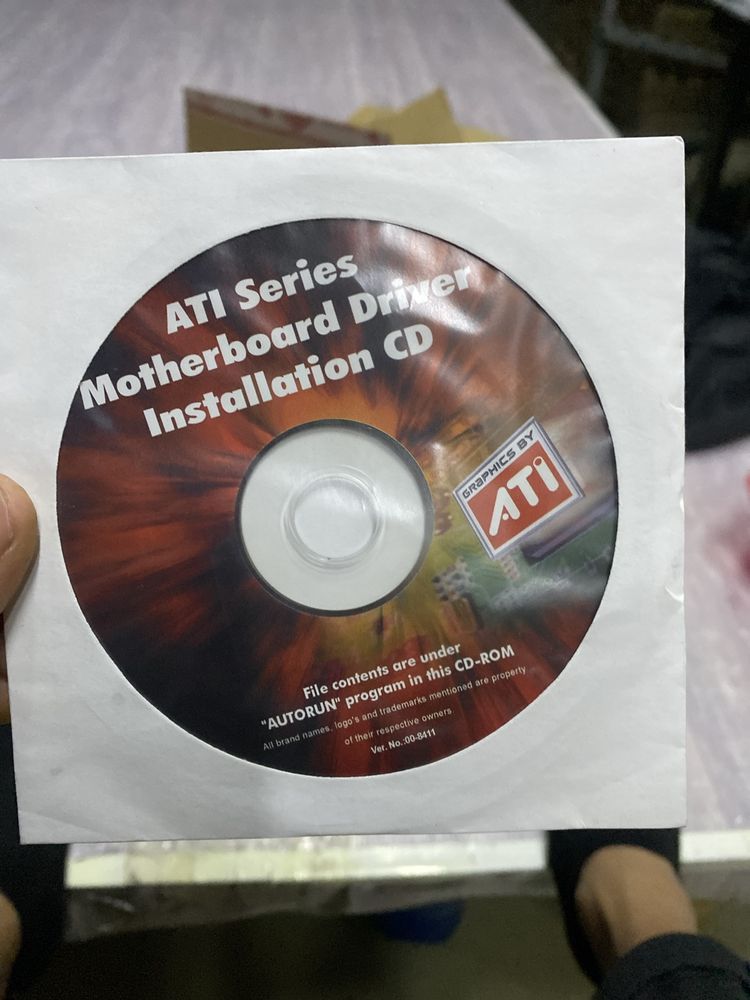 ATI Series
Motherboard Driver
Installation CD
GRAPHICS BY
ATI
File contents are under
"AUTORUN" program in this CD-ROM
All brand names, logo's and trademarks mentioned are property
of their respective owners
Ver. No.:00-8411